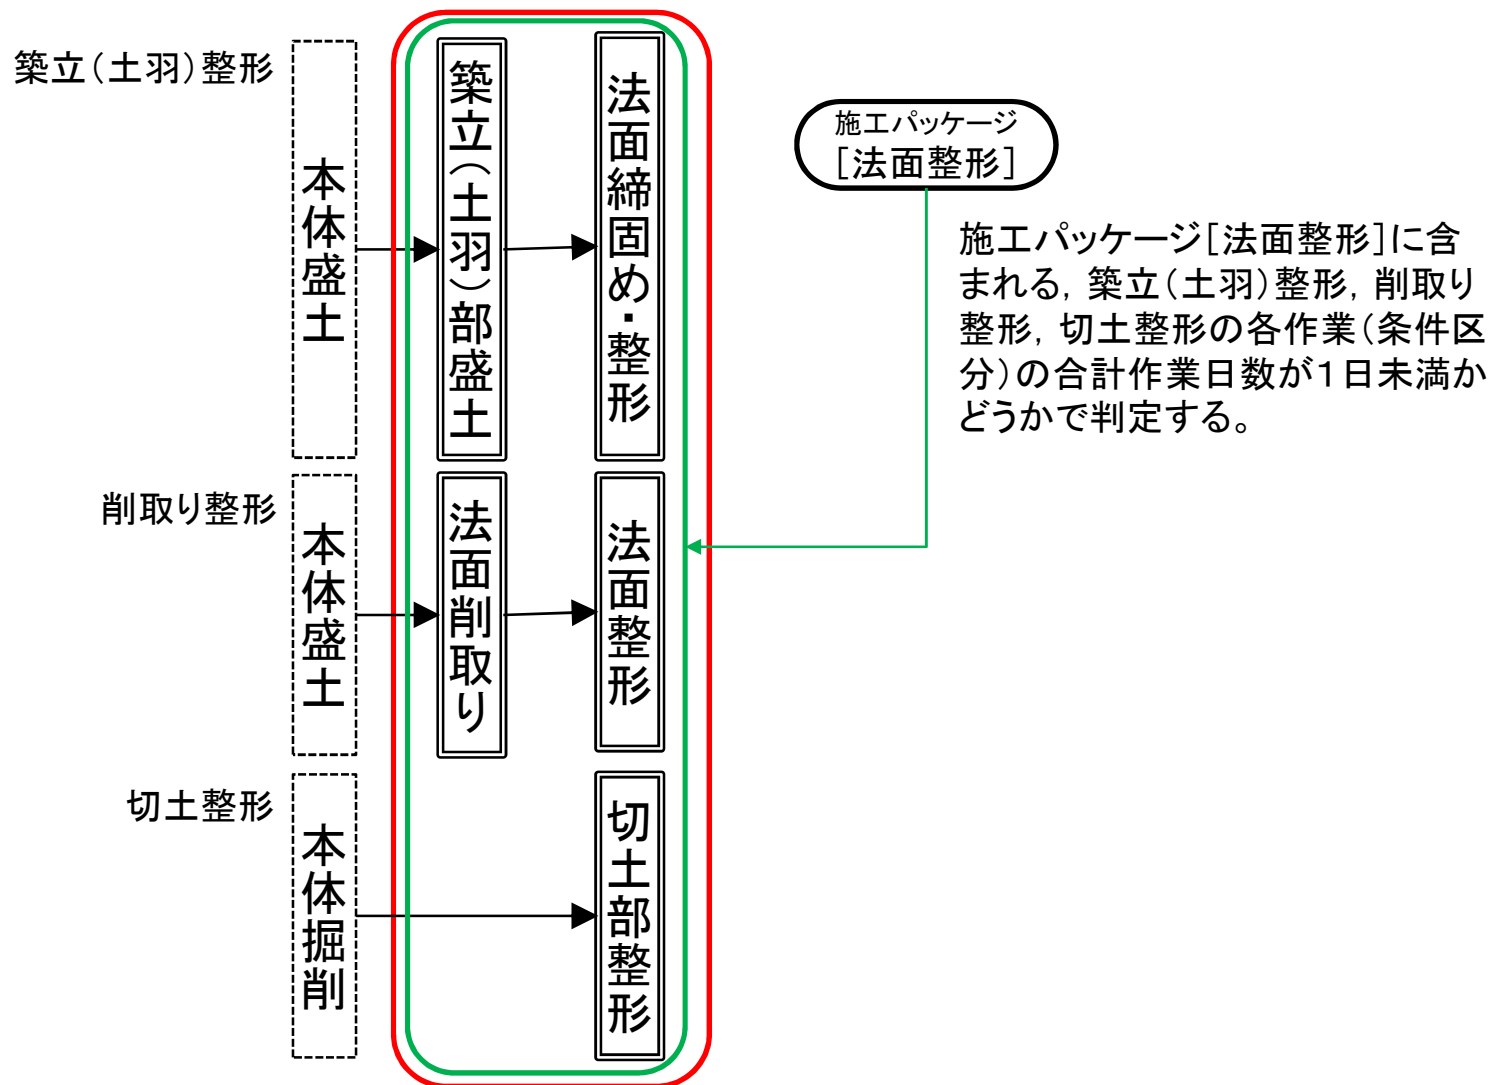 築立（土羽）整形
本体盛土
築立（土羽）部盛土
法面締固め・整形
施工パッケージ
［法面整形］
施工パッケージ［法面整形］に含
まれる，築立（土羽）整形，削取り
整形，切土整形の各作業（条件区
分）の合計作業日数が１日未満か
どうかで判定する。
削取り整形
本体盛土
法面削取り
法面整形
切土整形
本体掘削
切土部整形